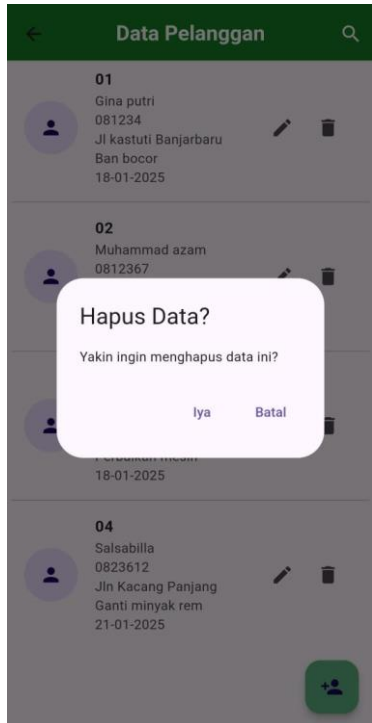 Data Pelanggan
01
Gina putri
081234
Jl kastuti Banjarbaru
Ban bocor
18-01-2025
02
Muhammad azam
0812367
Hapus Data?
Yakin ingin menghapus data ini?
Iya Batal
18-01-2025
04
Salsabilla
0823612
Jln Kacang Panjang
Ganti minyak rem
21-01-2025